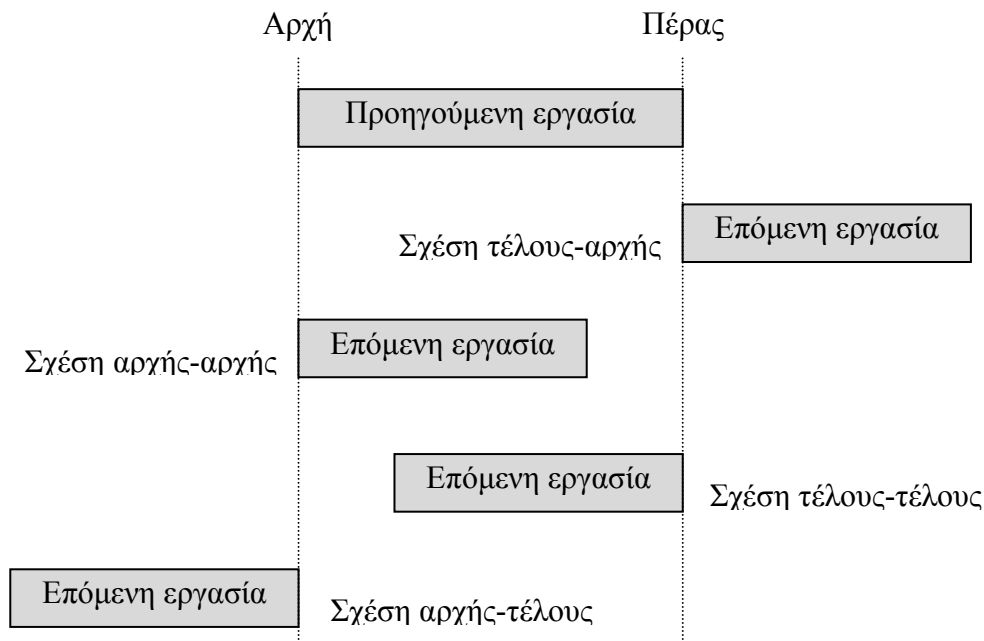 Αρχή
Πέρας
Προηγούμενη εργασία
Επόμενη εργασία
Σχέση τέλους-αρχής
Επόμενη εργασία
Σχέση αρχής-αρχής
Επόμενη εργασία
Σχέση τέλους-τέλους
Επόμενη εργασία
Σχέση αρχής-τέλους